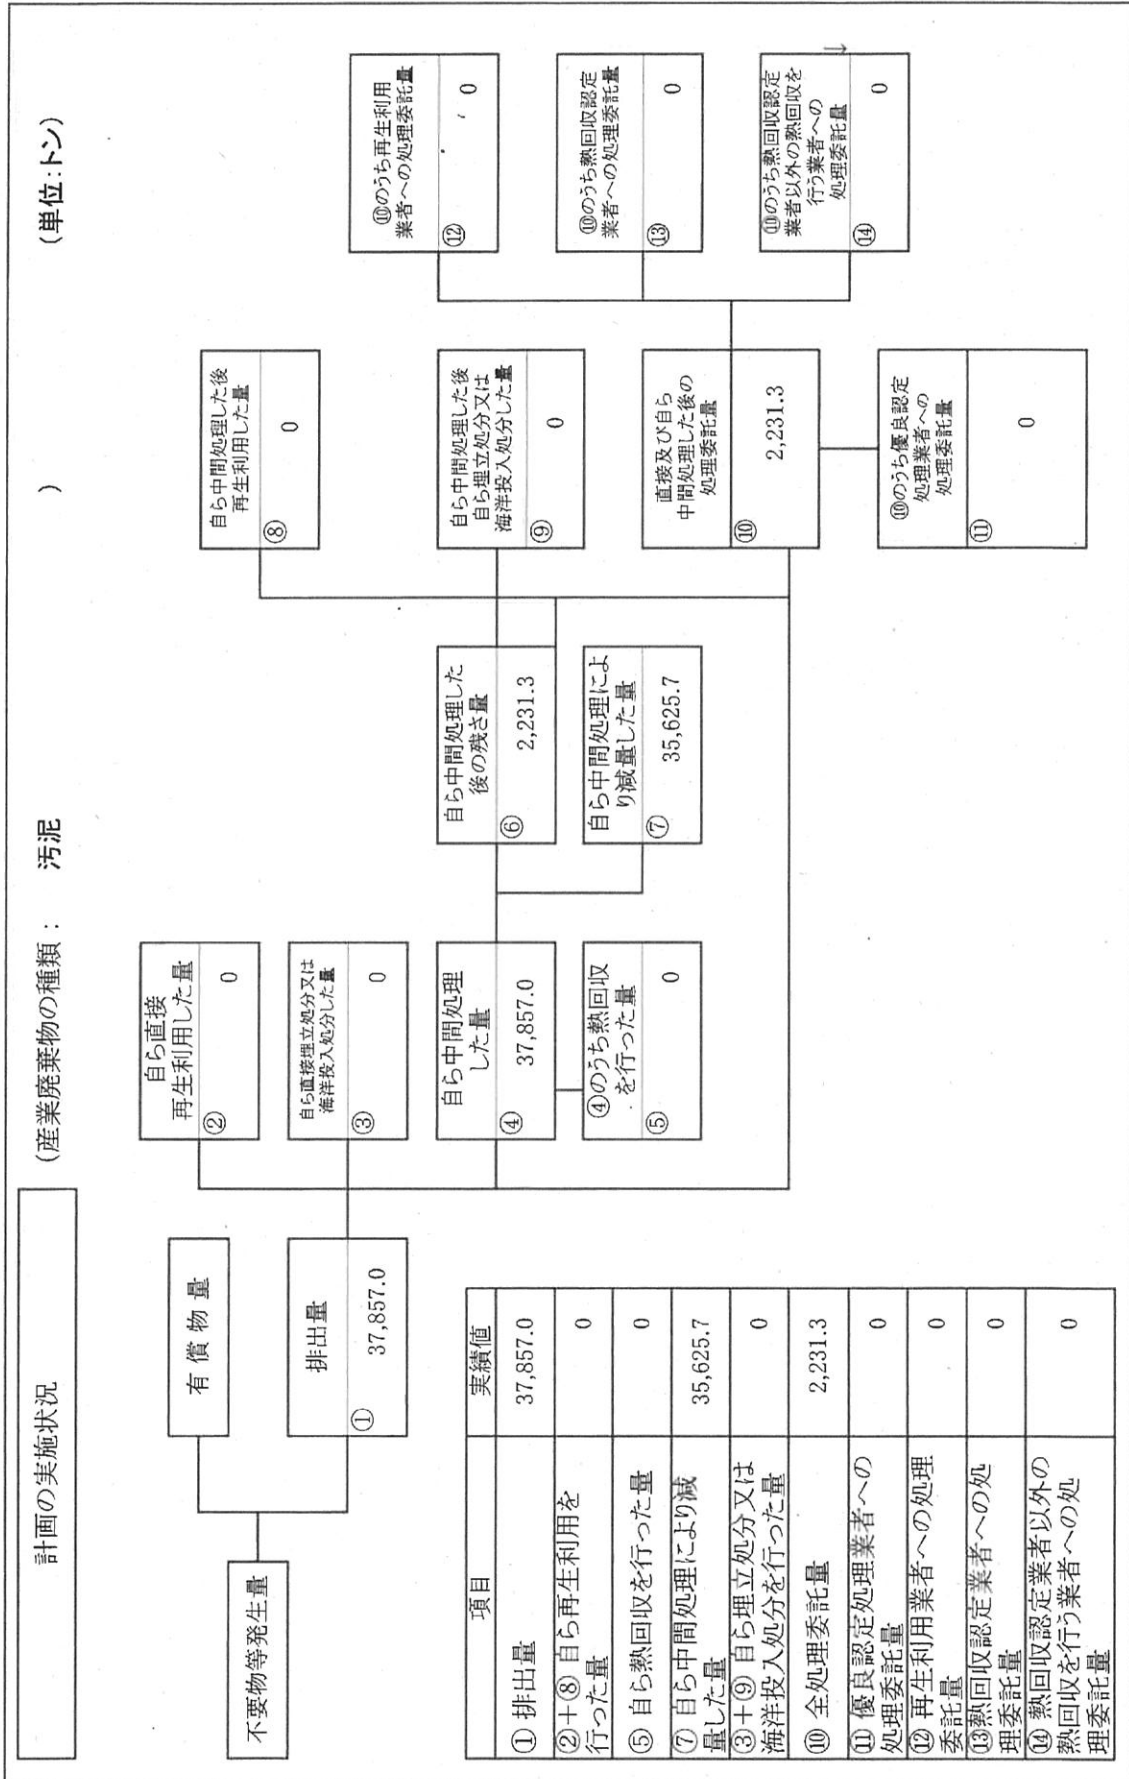 計画の実施状況
(産業廃棄物の種類： 汚泥 )
(単位:トン)
不要物等発生量
有 償 物 量
排出量
① 37,857.0
自ら直接
再生利用した量
② 0
自ら直接埋立処分又は
海洋投入処分した量
③ 0
自ら中間処理
した量
④ 37,857.0
④のうち熱回収
を行った量
⑤ 0
自ら中間処理した
後の残さ量
⑥ 2,231.3
自ら中間処理によ
り減量した量
⑦ 35,625.7
自ら中間処理した後
再生利用した量
⑧ 0
自ら中間処理した後
自ら埋立処分又は
海洋投入処分した量
⑨ 0
直接及び自ら
中間処理した後の
処理委託量
⑩ 2,231.3
⑩のうち優良認定
処理業者への
処理委託量
⑪ 0
⑩のうち再生利用
業者への処理委託量
⑫ 0
⑩のうち熱回収認定
業者への処理委託量
⑬ 0
⑩のうち熱回収認定
業者以外の熱回収を
行う業者への
処理委託量
⑭ 0
項目 実績値
① 排出量 37,857.0
②＋⑧ 自ら再生利用を
行った量 0
⑤ 自ら熱回収を行った量 0
⑦ 自ら中間処理により減
量した量 35,625.7
③＋⑨ 自ら埋立処分又は
海洋投入処分を行った量 0
⑩ 全処理委託量 2,231.3
⑪ 優良認定処理業者への
処理委託量 0
⑫ 再生利用業者への処理
委託量 0
⑬熱回収認定業者への処
理委託量 0
⑭ 熱回収認定業者以外の
熱回収を行う業者への処
理委託量 0